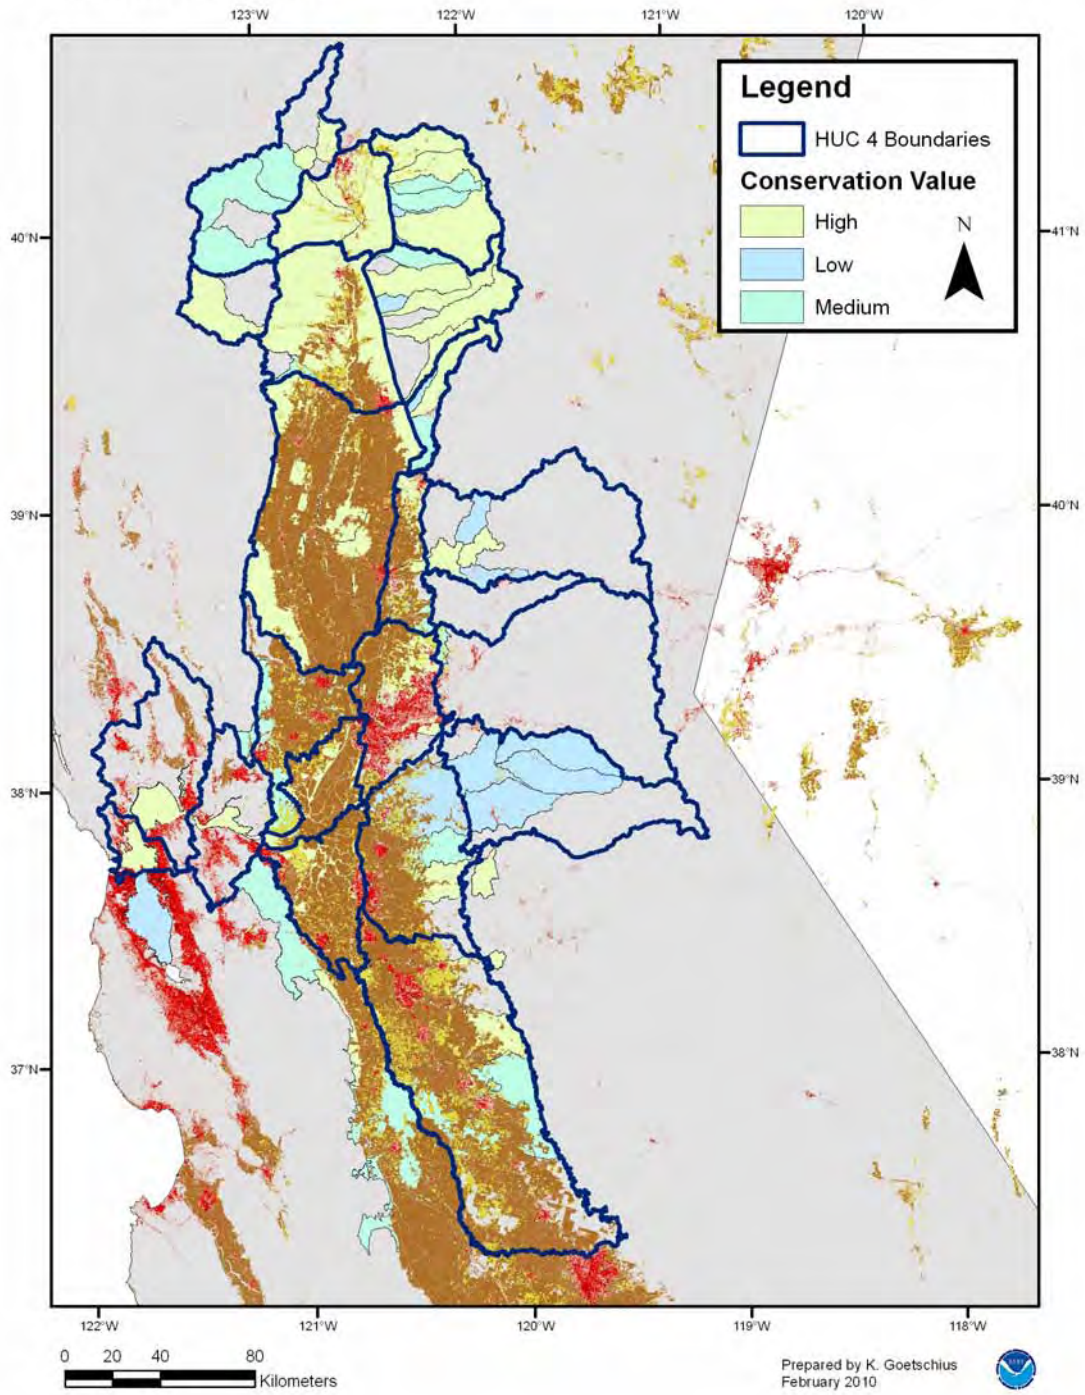 123°W 122°W 121°W 120°W
Legend
HUC 4 Boundaries
Conservation Value
High
Low
Medium
N
40°N
41°N
39°N
40°N
38°N
39°N
37°N
38°N
122°W 121°W 120°W 119°W 118°W
0 20 40 80
Kilometers
Prepared by K. Goetschius
February 2010